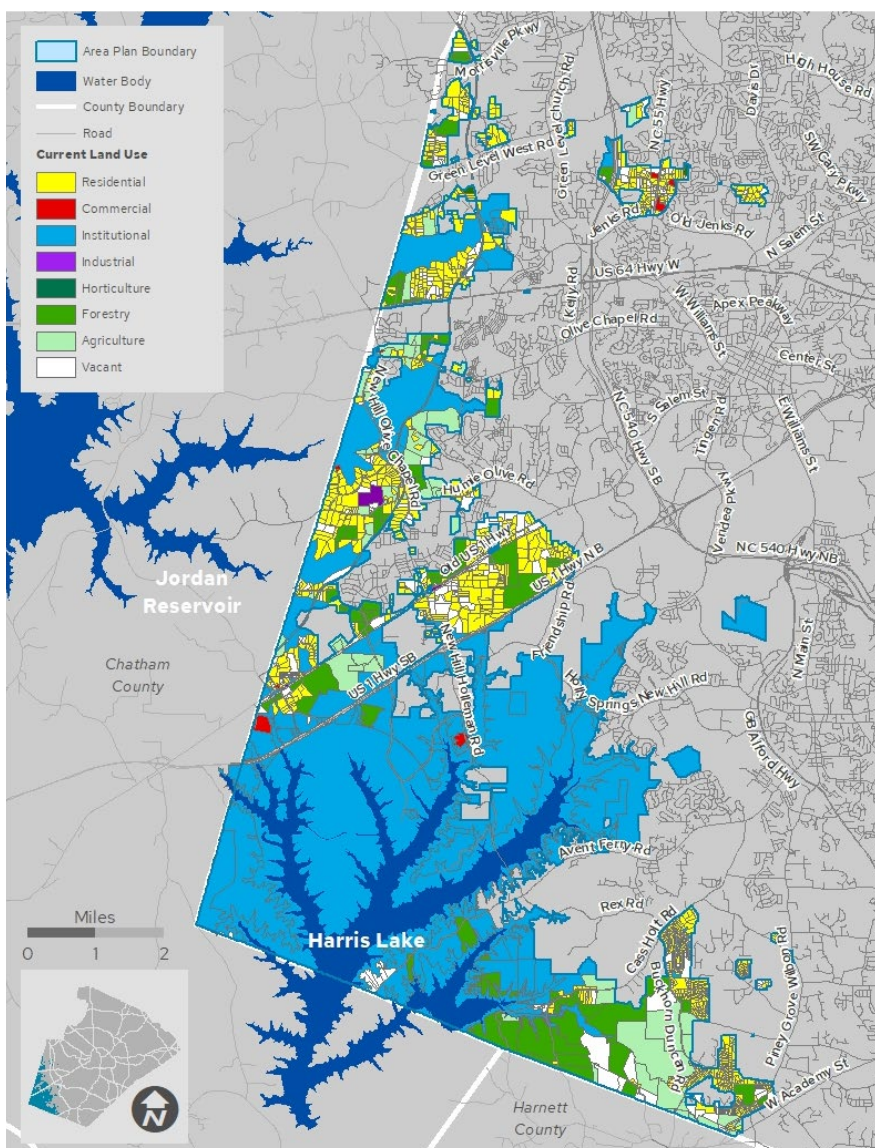 Area Plan Boundary
Water Body
County Boundary
Road
Current Land Use
Residential
Commercial
Institutional
Industrial
Horticulture
Forestry
Agriculture
Vacant
Morrisville Pkwy
Green Level Church Rd
NC 55 Hwy
Davis Dr
High House Rd
SW Cary Pkwy
Green Level West Rd
Jenks Rd
Old Jenks Rd
N Salem St
US 64 Hwy W
Kelly Rd
W Williams St
Apex Peakway
Olive Chapel Rd
Center St
New Hill Olive Chapel Rd
NC 540 Hwy SB
S Salem St
Tingen Rd
E Williams St
Humie Olive Rd
Veridea Pkwy
Old US 1 Hwy
US 1 Hwy NB
NC 540 Hwy NB
Jordan
Reservoir
Friendship Rd
Chatham
County
US 1 Hwy SB
New Hill Holleman Rd
Holly Springs New Hill Rd
N Main St
GB Alford Hwy
Avent Ferry Rd
Rex Rd
Miles
0 1 2
Harris Lake
Cass Holt Rd
Buckhorn Duncan Rd
Piney Grove Wilbon Rd
W Academy St
Harnett
County
N